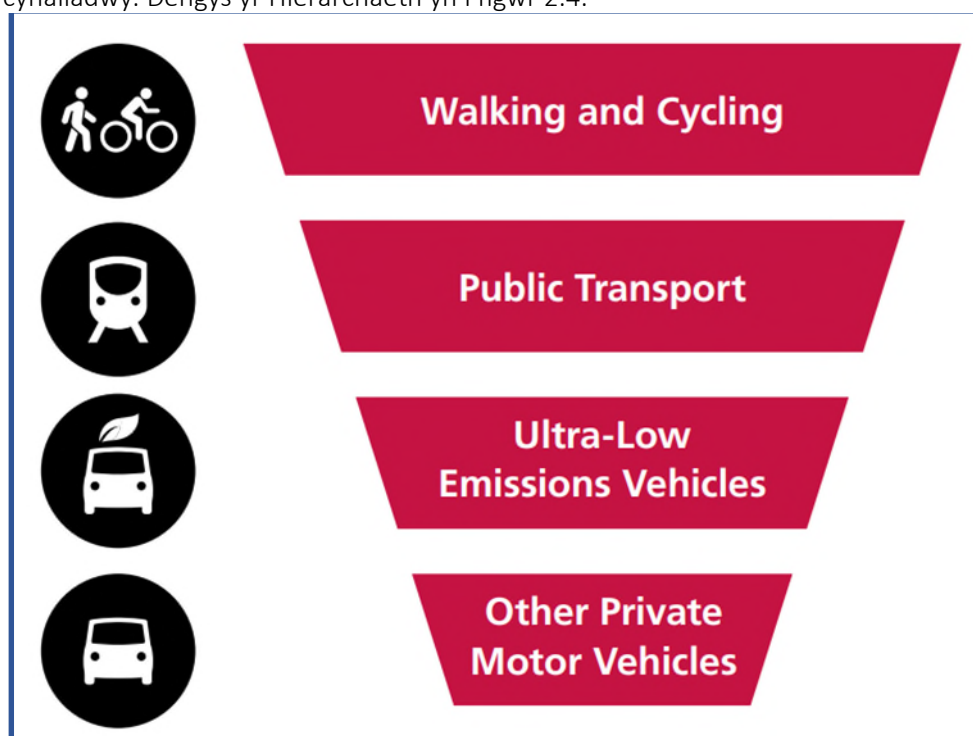 cynaliadwy. Dengys yr Hierarchaeth yn Ffigwr 2.4.
Walking and Cycling
Public Transport
Ultra-Low
Emissions Vehicles
Other Private
Motor Vehicles